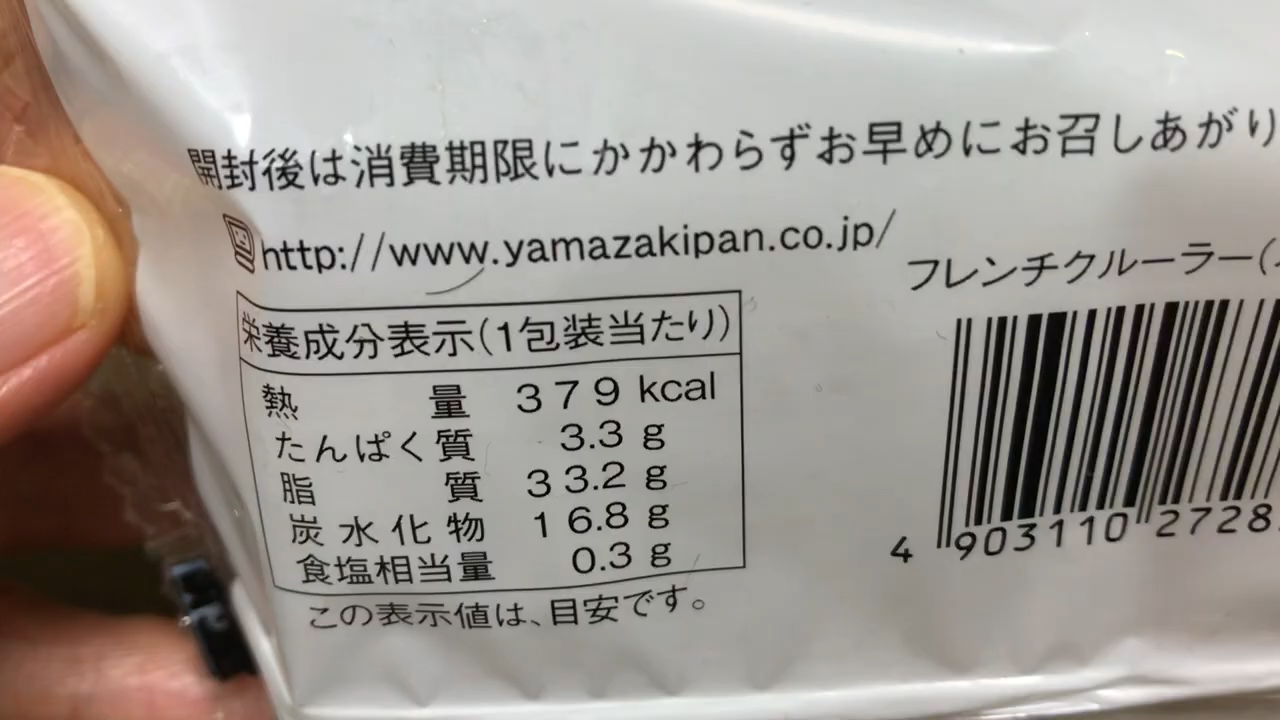 開封後は消費期限にかかわらずお早めにお召しあがり
http://www.yamazakipan.co.jp/
フレンチクルーラー(
栄養成分表示(1包装当たり)
熱量 379 kcal
たんぱく質 3.3 g
脂質 33.2 g
炭水化物 16.8 g
食塩相当量 0.3 g
この表示値は、目安です。
4 903110 2728